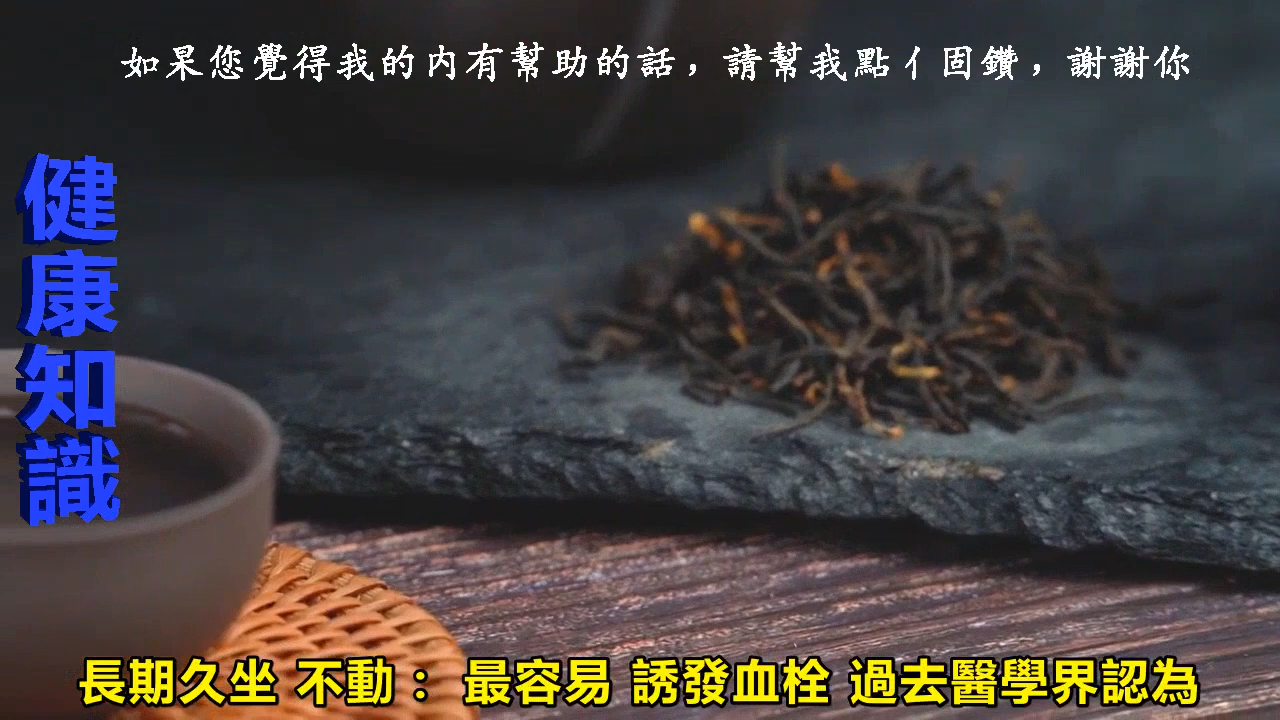 如果您覺得我的内有幫助的話，請幫我點亻固鑽，謝謝你
健康知識
長期久坐 不動： 最容易 誘發血栓 過去醫學界認為